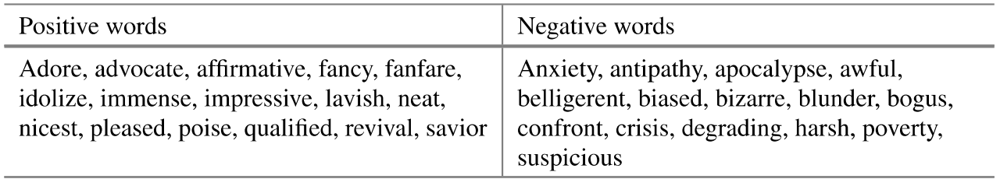 Positive words
Adore, advocate, affirmative, fancy, fanfare,
idolize, immense, impressive, lavish, neat,
nicest, pleased, poise, qualified, revival, savior
Negative words
Anxiety, antipathy, apocalypse, awful,
belligerent, biased, bizarre, blunder, bogus,
confront, crisis, degrading, harsh, poverty,
suspicious